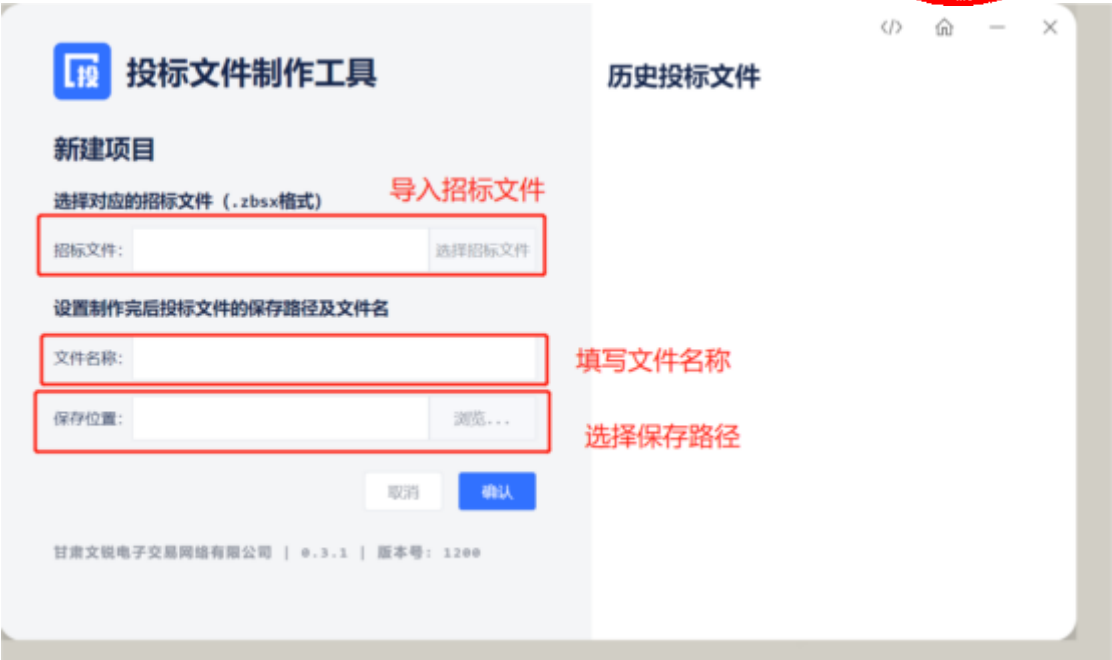 投标文件制作工具
历史投标文件
新建项目
选择对应的招标文件（.zbsx格式）
导入招标文件
招标文件：
选择招标文件
设置制作完后投标文件的保存路径及文件名
文件名称：
填写文件名称
保存位置：
浏览...
选择保存路径
取消
确认
甘肃文锐电子交易网络有限公司 | 0.3.1 | 版本号：1200